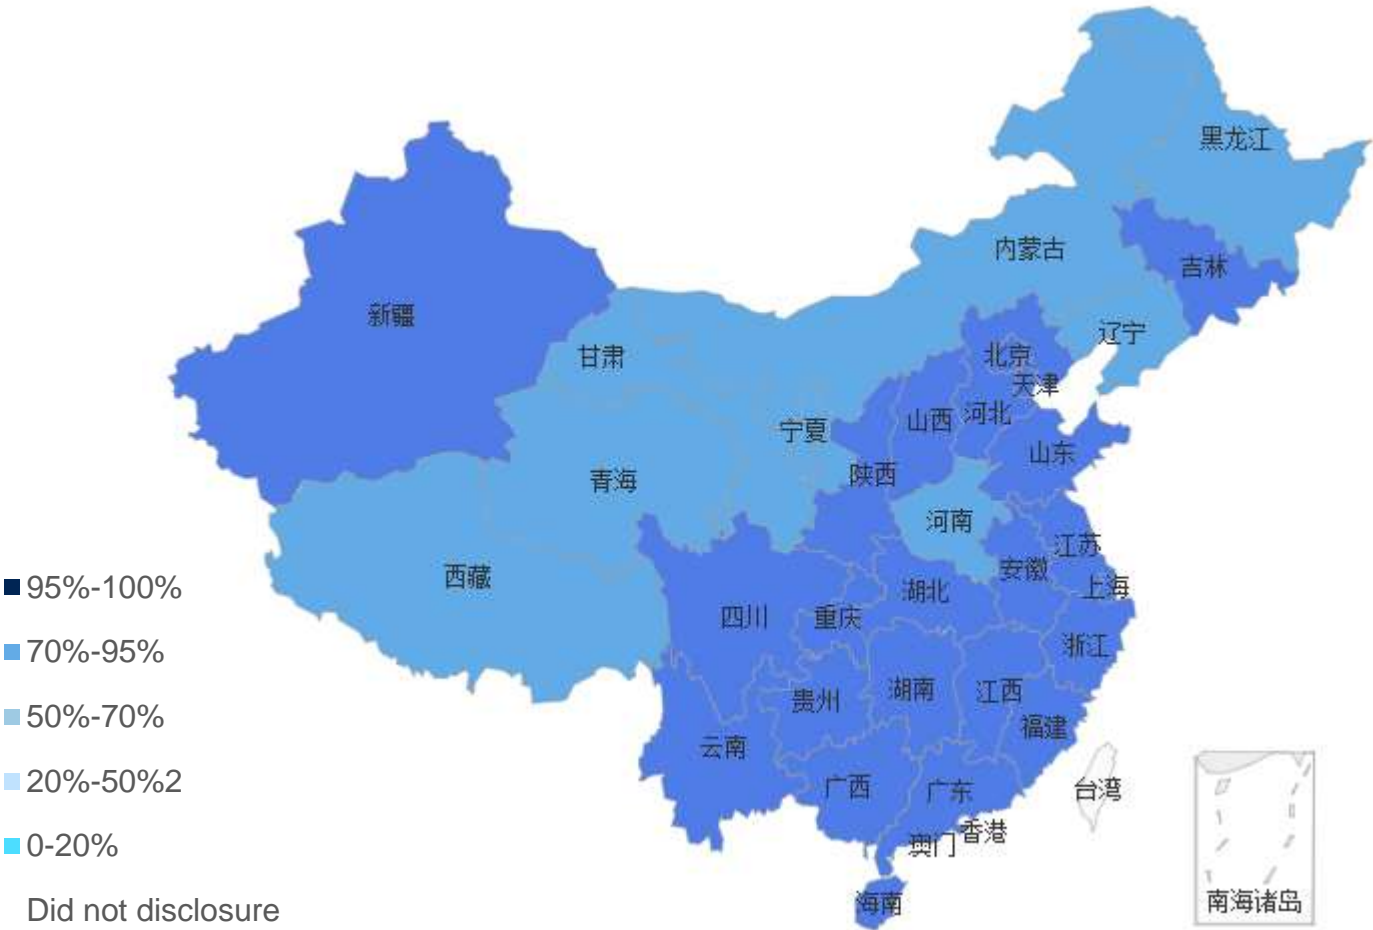 黑龙江
内蒙古
吉林
新疆
辽宁
甘肃
北京
天津
山西
河北
宁夏
山东
陕西
青海
河南
江苏
安徽
西藏
上海
湖北
四川
重庆
浙江
湖南
江西
贵州
福建
云南
广西
广东
台湾
香港
澳门
海南
南海诸岛
95%-100%
70%-95%
50%-70%
20%-50%2
0-20%
Did not disclosure